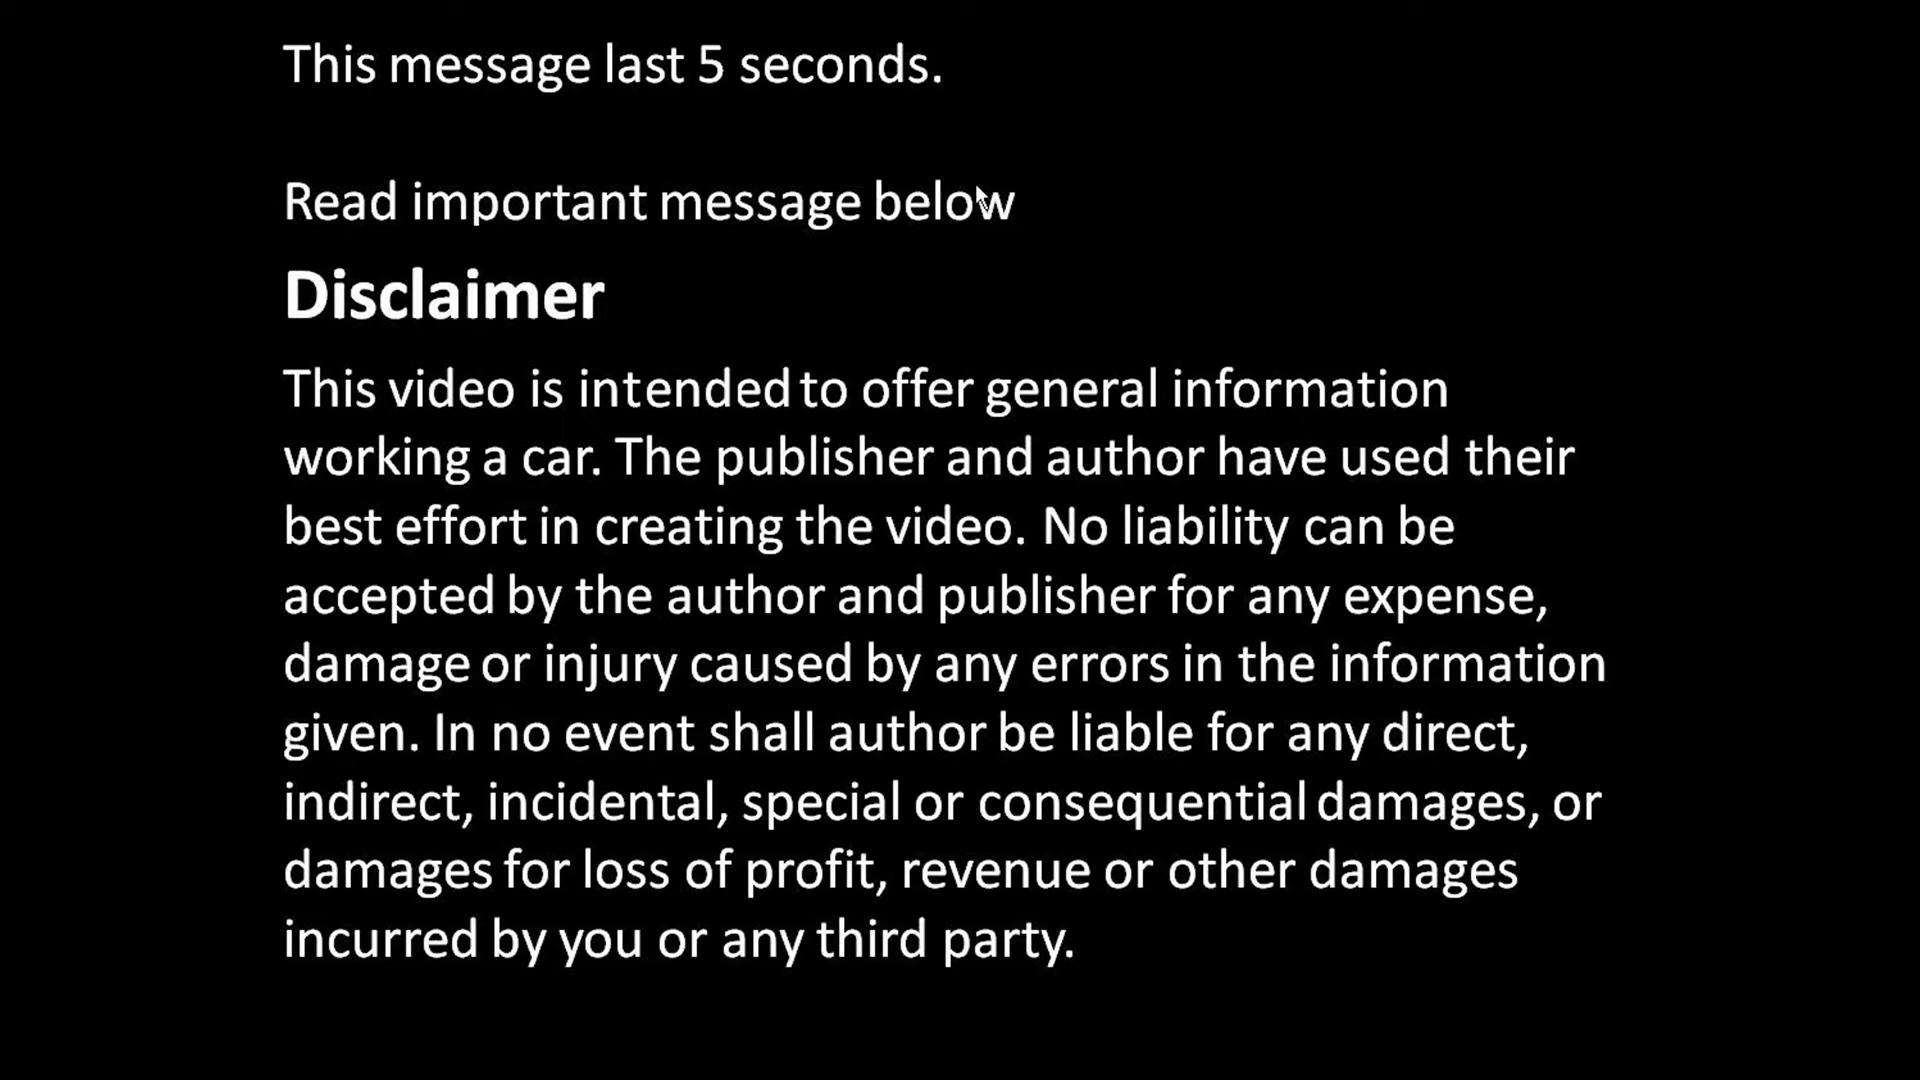 This message last 5 seconds.
Read important message below
Disclaimer
This video is intended to offer general information
working a car. The publisher and author have used their
best effort in creating the video. No liability can be
accepted by the author and publisher for any expense,
damage or injury caused by any errors in the information
given. In no event shall author be liable for any direct,
indirect, incidental, special or consequential damages, or
damages for loss of profit, revenue or other damages
incurred by you or any third party.